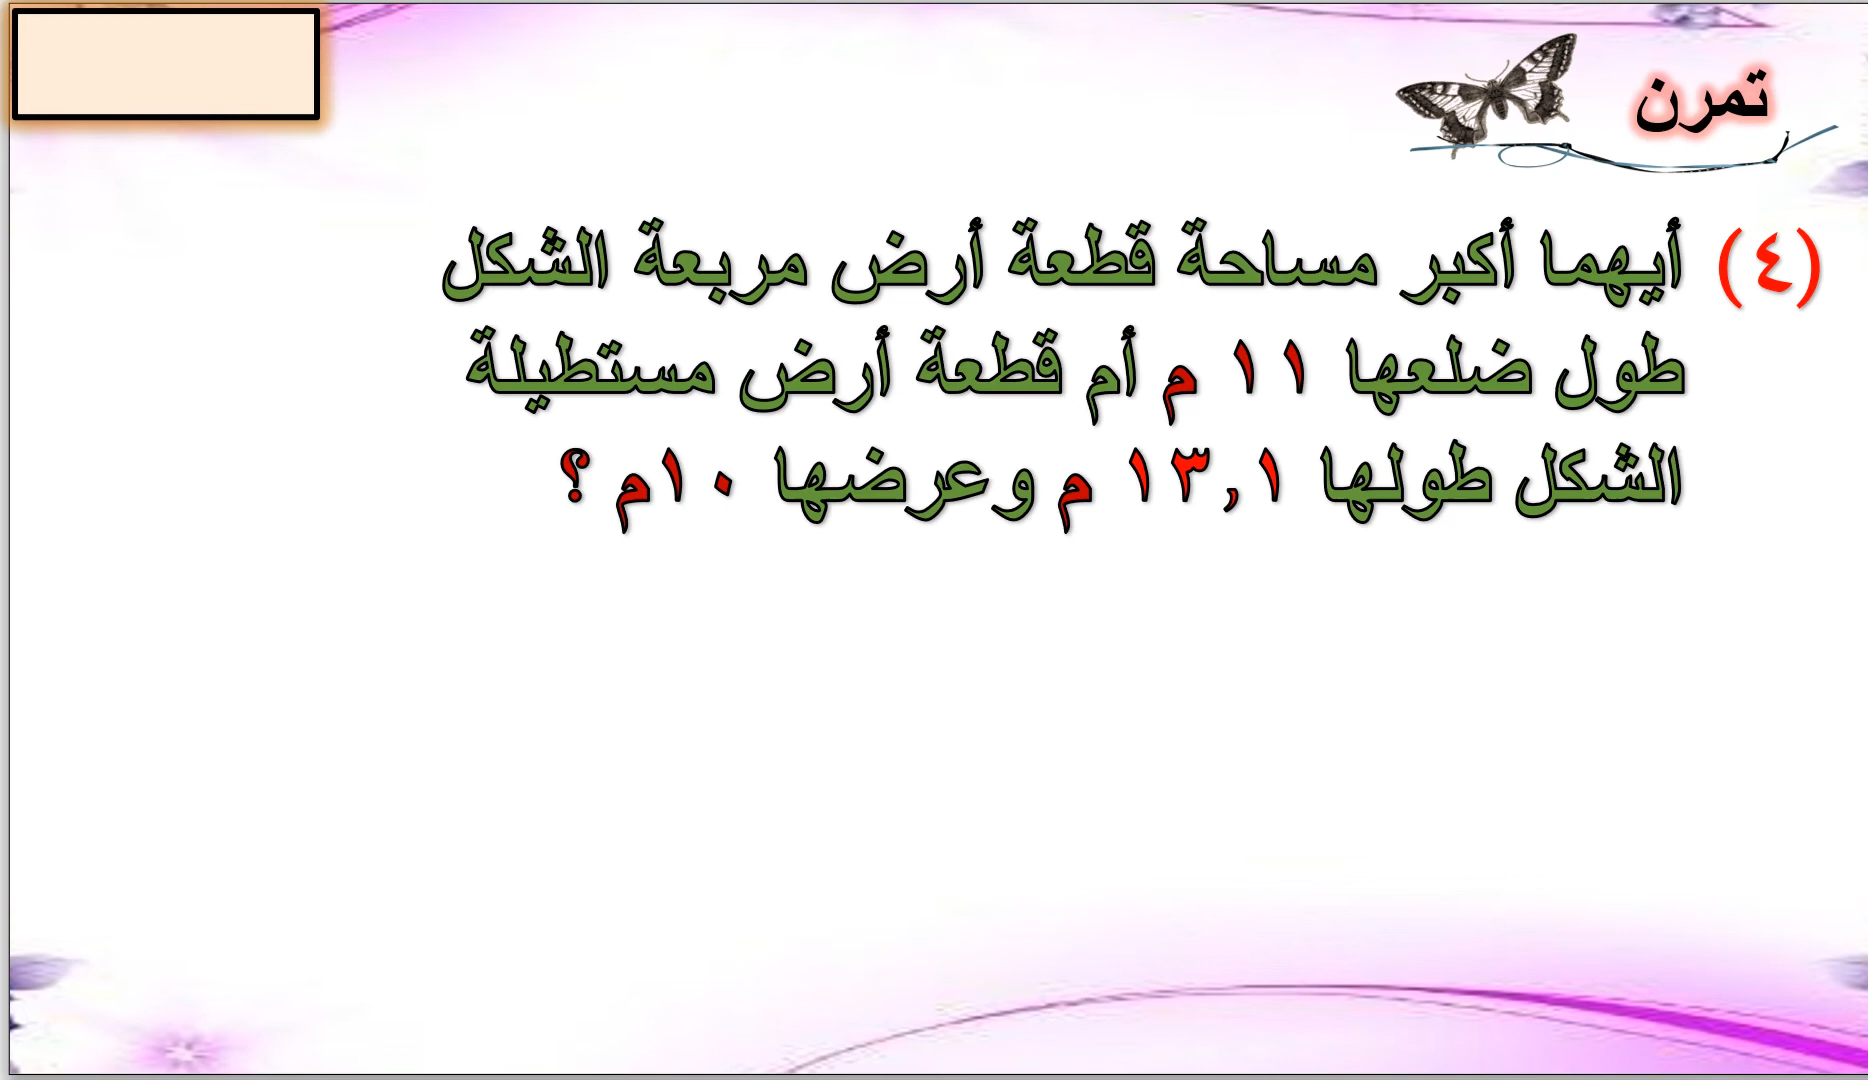 تمرن
(٤) أيهما أكبر مساحة قطعة أرض مربعة الشكل
طول ضلعها ١١ م أم قطعة أرض مستطيلة
الشكل طولها ١٣,١ م وعرضها ١٠م ؟